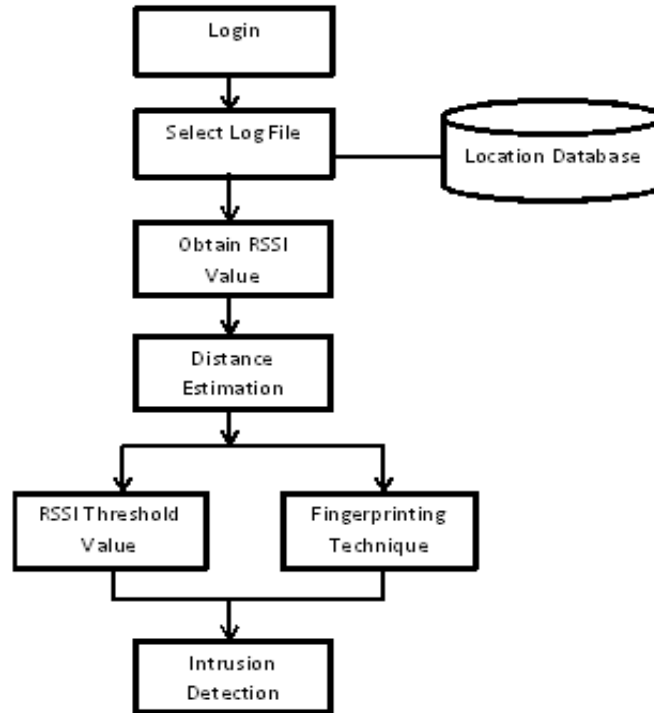 Login
Select Log File
Location Database
Obtain RSSI
Value
Distance
Estimation
RSSI Threshold
Value
Fingerprinting
Technique
Intrusion
Detection